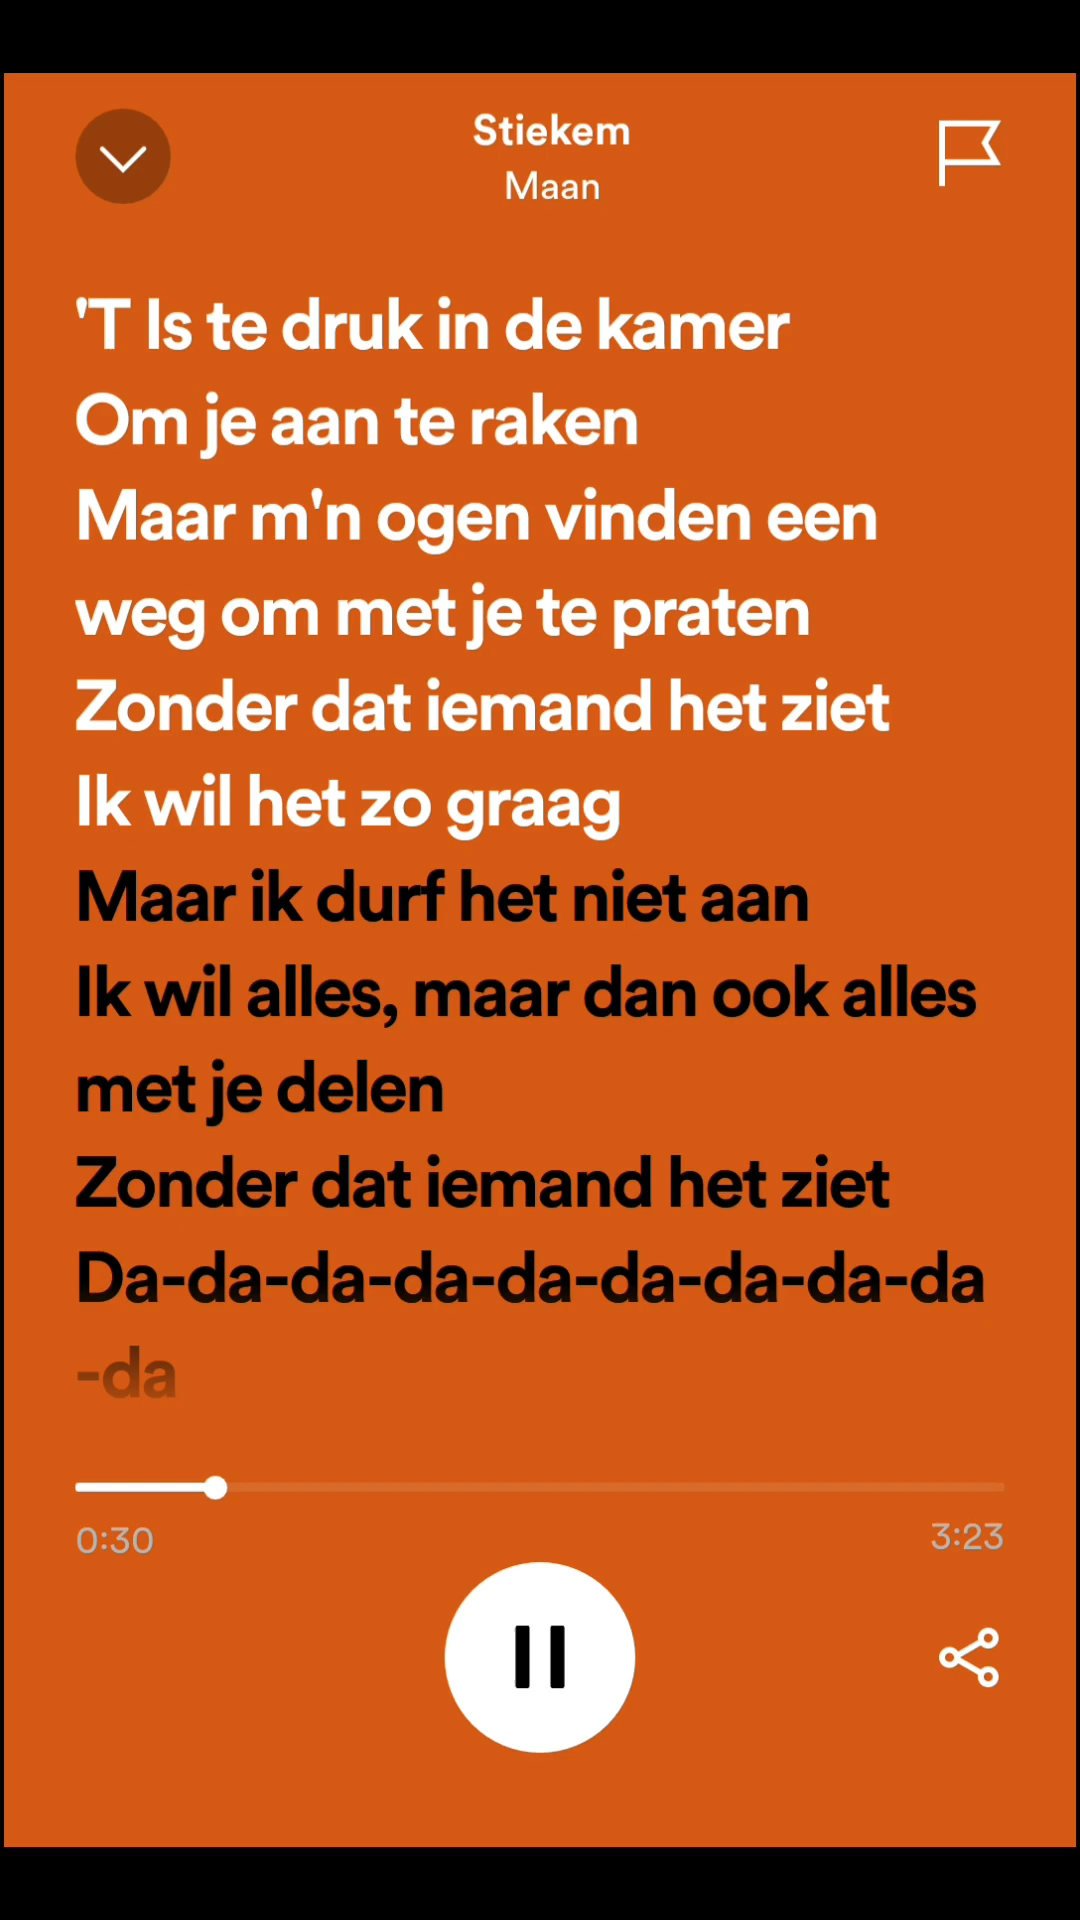 Stiekem
Maan
'T Is te druk in de kamer
Om je aan te raken
Maar m'n ogen vinden een
weg om met je te praten
Zonder dat iemand het ziet
Ik wil het zo graag
Maar ik durf het niet aan
Ik wil alles, maar dan ook alles
met je delen
Zonder dat iemand het ziet
Da-da-da-da-da-da-da-da-da
-da
0:30
3:23